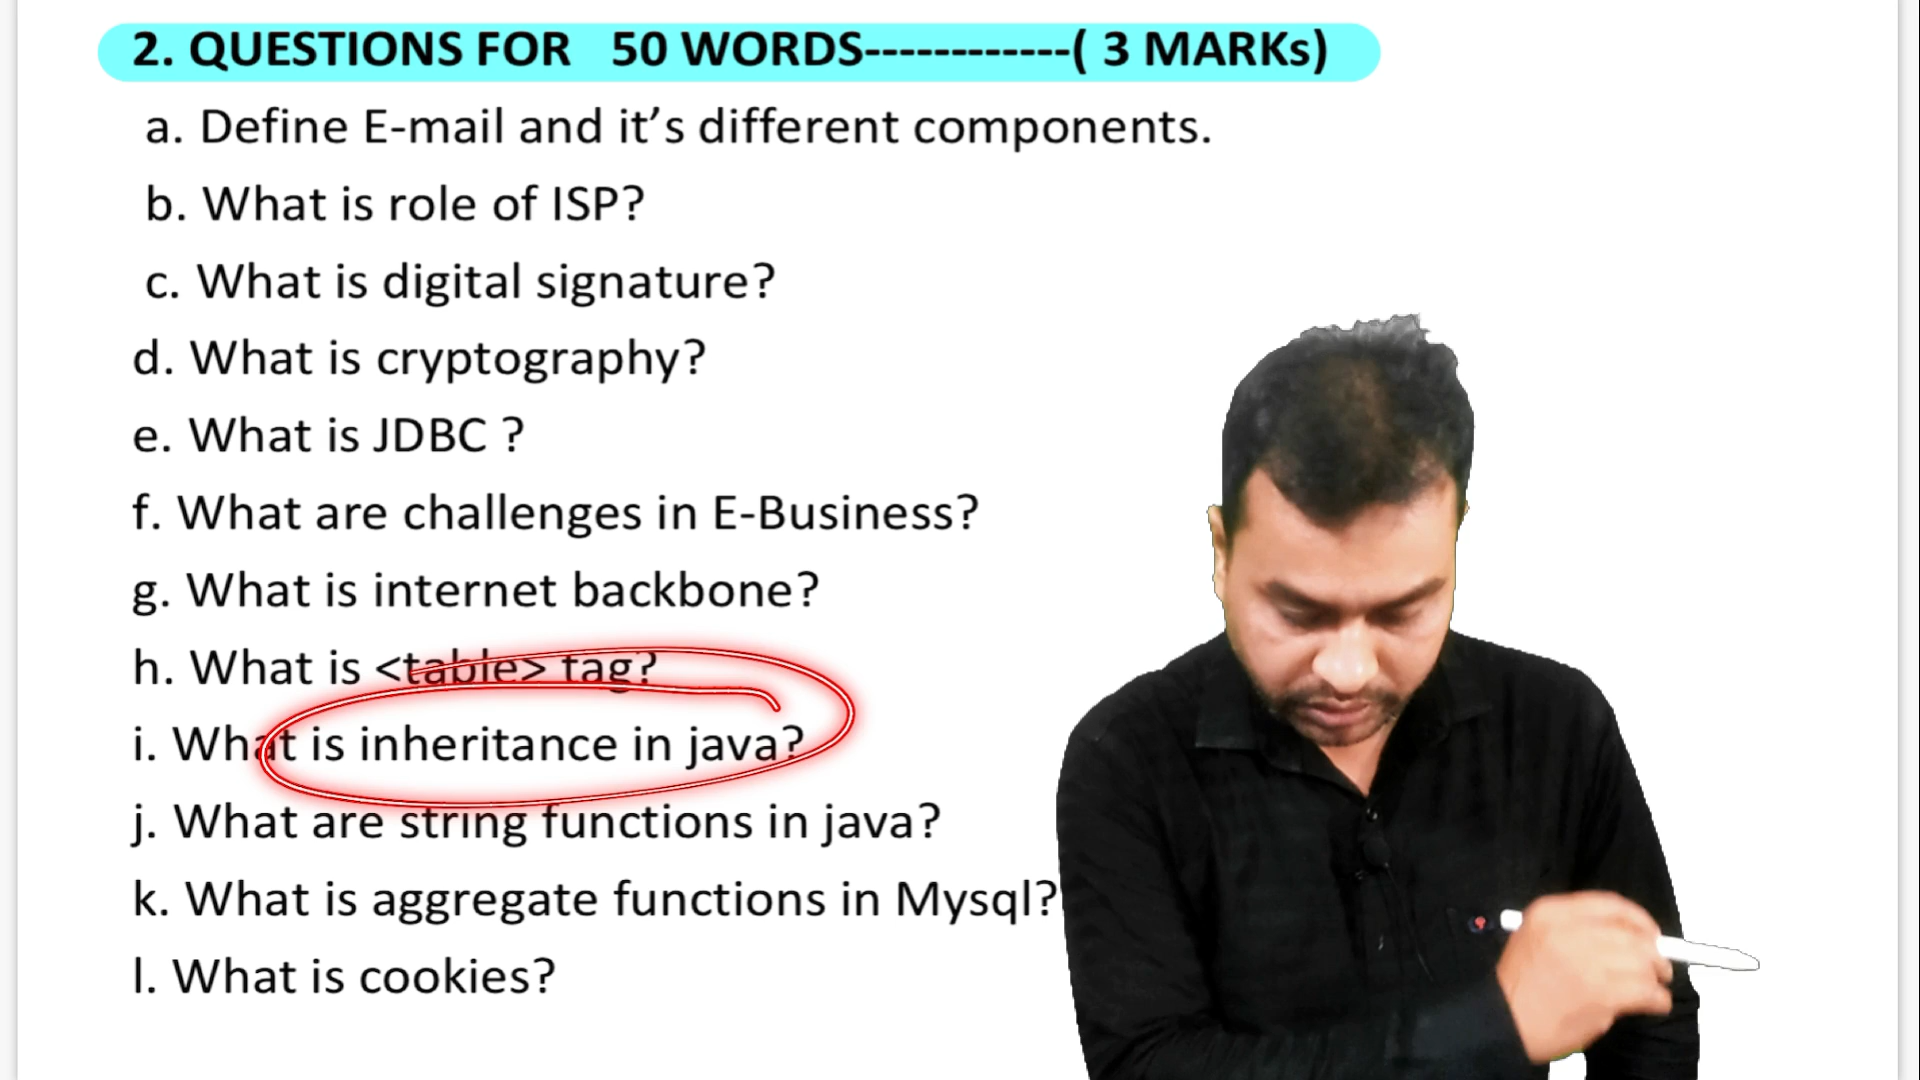 2. QUESTIONS FOR 50 WORDS------------( 3 MARKs)
a. Define E-mail and it’s different components.
b. What is role of ISP?
c. What is digital signature?
d. What is cryptography?
e. What is JDBC ?
f. What are challenges in E-Business?
g. What is internet backbone?
h. What is <table> tag?
i. What is inheritance in java?
j. What are string functions in java?
k. What is aggregate functions in Mysql?
l. What is cookies?